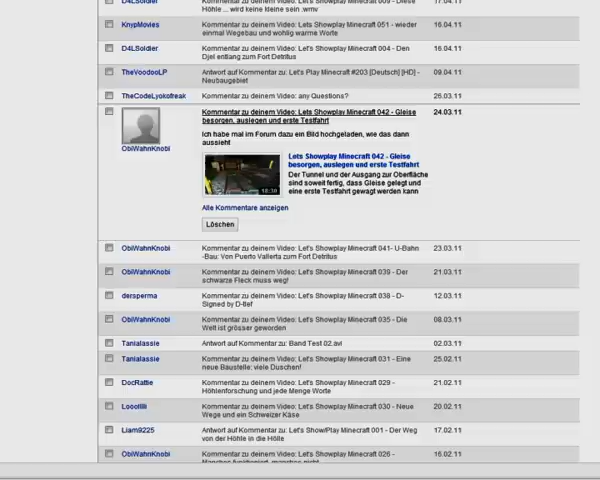 D4LSoldier Kommentar zu deinem Video: Lets Showplay Minecraft 009 - Diese 17.04.11
Höhle ... wird keine kleine sein .wmv
KnypMovies Kommentar zu deinem Video: Lets Showplay Minecraft 051 - wieder 16.04.11
einmal Wegebau und wohlig warme Worte
D4LSoldier Kommentar zu deinem Video: Lets Showplay Minecraft 004 - Den 16.04.11
Djel entlang zum Fort Detritus
TheVoodooLP Antwort auf Kommentar zu: Let's Play Minecraft #203 [Deutsch] [HD] - 09.04.11
Neubaugebiet
TheCodeLyokofreak Kommentar zu deinem Video: any Questions? 26.03.11
Kommentar zu deinem Video: Lets Showplay Minecraft 042 - Gleise 24.03.11
besorgen, auslegen und erste Testfahrt
Ich habe mal im Forum dazu ein Bild hochgeladen, wie das dann
aussieht
ObiWahnKnobi
Lets Showplay Minecraft 042 - Gleise
besorgen, auslegen und erste Testfahrt
Der Tunnel und der Ausgang zur Oberfläche
sind soweit fertig, dass Gleise gelegt und
eine erste Testfahrt gewagt werden kann
Alle Kommentare anzeigen
Löschen
ObiWahnKnobi Kommentar zu deinem Video: Lets Showplay Minecraft 041- U-Bahn 23.03.11
-Bau: Von Puerto Vallerta zum Fort Detritus
ObiWahnKnobi Kommentar zu deinem Video: Let's Showplay Minecraft 039 - Der 21.03.11
schwarze Fleck muss weg!
dersperma Kommentar zu deinem Video: Let's Showplay Minecraft 038 - D- 12.03.11
Signed by D-tlef
ObiWahnKnobi Kommentar zu deinem Video: Let's Showplay Minecraft 035 - Die 08.03.11
Welt ist grösser geworden
Tanialassie Antwort auf Kommentar zu: Band Test 02.avi 02.03.11
Tanialassie Kommentar zu deinem Video: Let's Showplay Minecraft 031 - Eine 25.02.11
neue Baustelle: viele Duschen!
DocRattie Kommentar zu deinem Video: Let's Showplay Minecraft 029 - 21.02.11
Höhlenforschung und jede Menge Worte
Kommentar zu deinem Video: Let's Showplay Minecraft 030 - Neue 20.02.11
Wege und ein Schweizer Käse
Liam9225 Antwort auf Kommentar zu: Let's Show/Play Minecraft 001 - Der Weg 17.02.11
von der Höhle in die Hölle
ObiWahnKnobi Kommentar zu deinem Video: Let's Showplay Minecraft 026 - 16.02.11